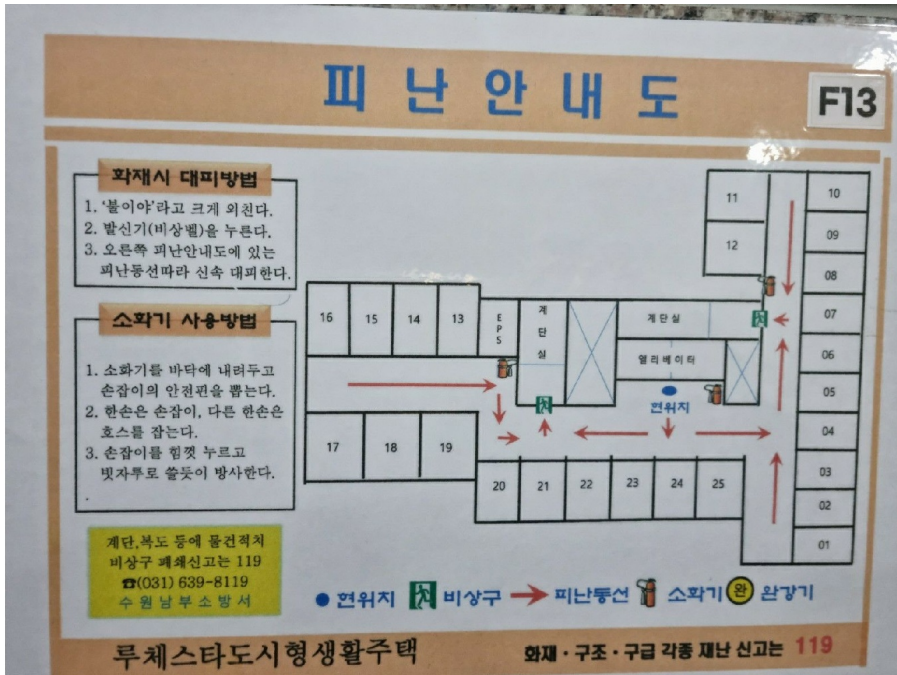 피난안내도
F13
화재시 대피방법
1. '불이야'라고 크게 외친다.
2. 발신기(비상벨)을 누른다.
3. 오른쪽 피난안내도에 있는
피난동선따라 신속 대피한다.
소화기 사용방법
1. 소화기를 바닥에 내려두고
손잡이의 안전핀을 뽑는다.
2. 한손은 손잡이, 다른 한손은
호스를 잡는다.
3. 손잡이를 힘껏 누르고
빗자루로 쓸듯이 방사한다.
계단,복도 등에 물건적치
비상구 폐쇄신고는 119
☎(031) 639-8119
수원남부소방서
11
10
12
09
08
16
15
14
13
EPS
계단실
계단실
07
엘리베이터
06
현위치
05
04
17
18
19
03
20
21
22
23
24
25
02
01
현위치
비상구
피난동선
소화기
완
완강기
루체스타도시형생활주택
화재·구조·구급 각종 재난 신고는 119